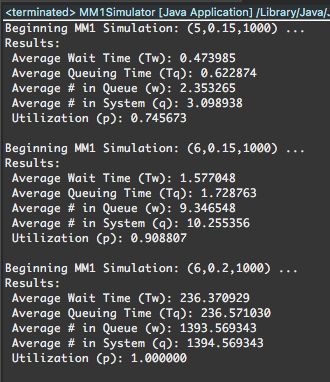 <terminated> MM1Simulator [Java Application] /Library/Java/J
Beginning MM1 Simulation: (5,0.15,1000) ...
Results:
Average Wait Time (Tw): 0.473985
Average Queuing Time (Tq): 0.622874
Average # in Queue (w): 2.353265
Average # in System (q): 3.098938
Utilization (p): 0.745673
Beginning MM1 Simulation: (6,0.15,1000) ...
Results:
Average Wait Time (Tw): 1.577048
Average Queuing Time (Tq): 1.728763
Average # in Queue (w): 9.346548
Average # in System (q): 10.255356
Utilization (p): 0.908807
Beginning MM1 Simulation: (6,0.2,1000) ...
Results:
Average Wait Time (Tw): 236.370929
Average Queuing Time (Tq): 236.571030
Average # in Queue (w): 1393.569343
Average # in System (q): 1394.569343
Utilization (p): 1.000000